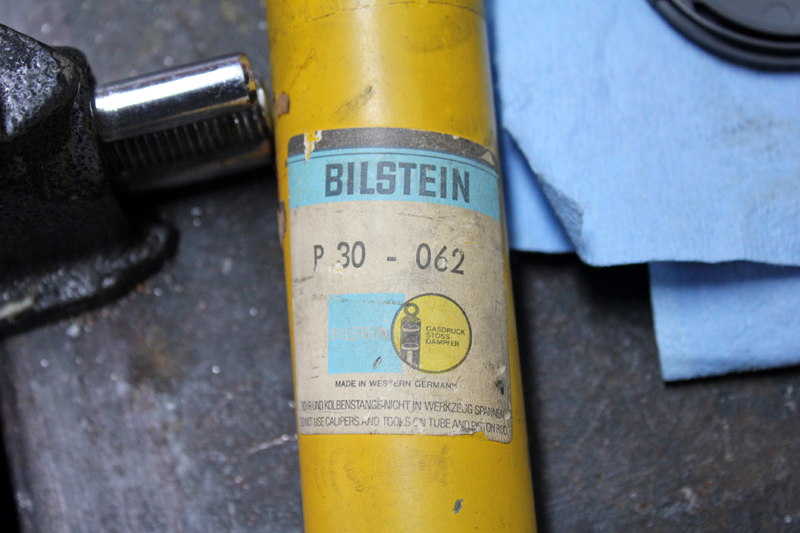 BILSTEIN
P 30 - 062
BILSTEIN
GASDRUCK
STOSS
DÄMPFER
MADE IN WESTERN GERMANY
ROHR UND KOLBENSTANGE NICHT IN WERKZEUG SPANNEN
DO NOT USE CALIPERS AND TOOLS ON TUBE AND PISTON ROD